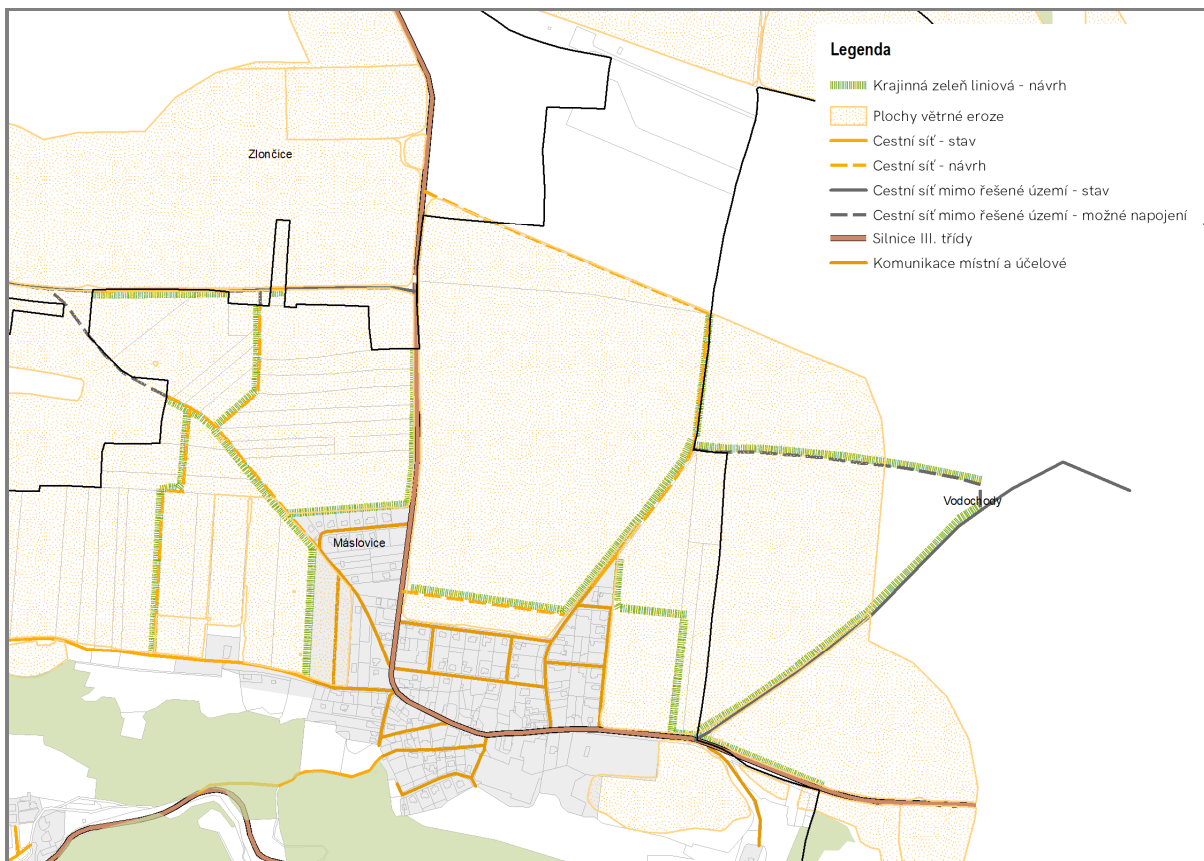 Legenda
Krajinná zeleň liniová - návrh
Plochy větrné eroze
Cestní síť - stav
Cestní síť - návrh
Cestní síť mimo řešené území - stav
Cestní síť mimo řešené území - možné napojení
Silnice III. třídy
Komunikace místní a účelové
Zlončice
Vodochody
Máslovice